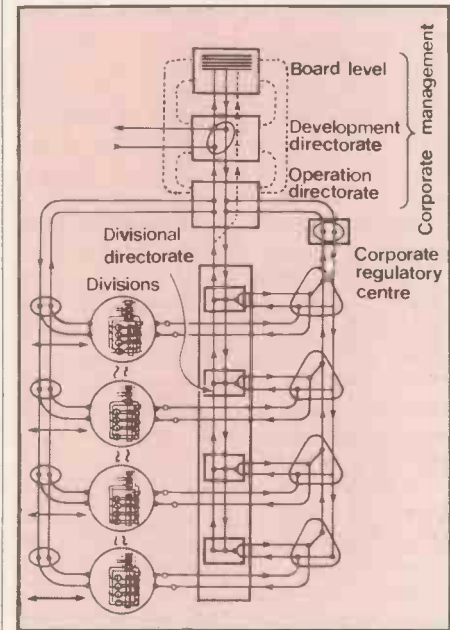 Board level
Development
directorate
Operation
directorate
Corporate management
Divisional
directorate
Divisions
Corporate
regulatory
centre